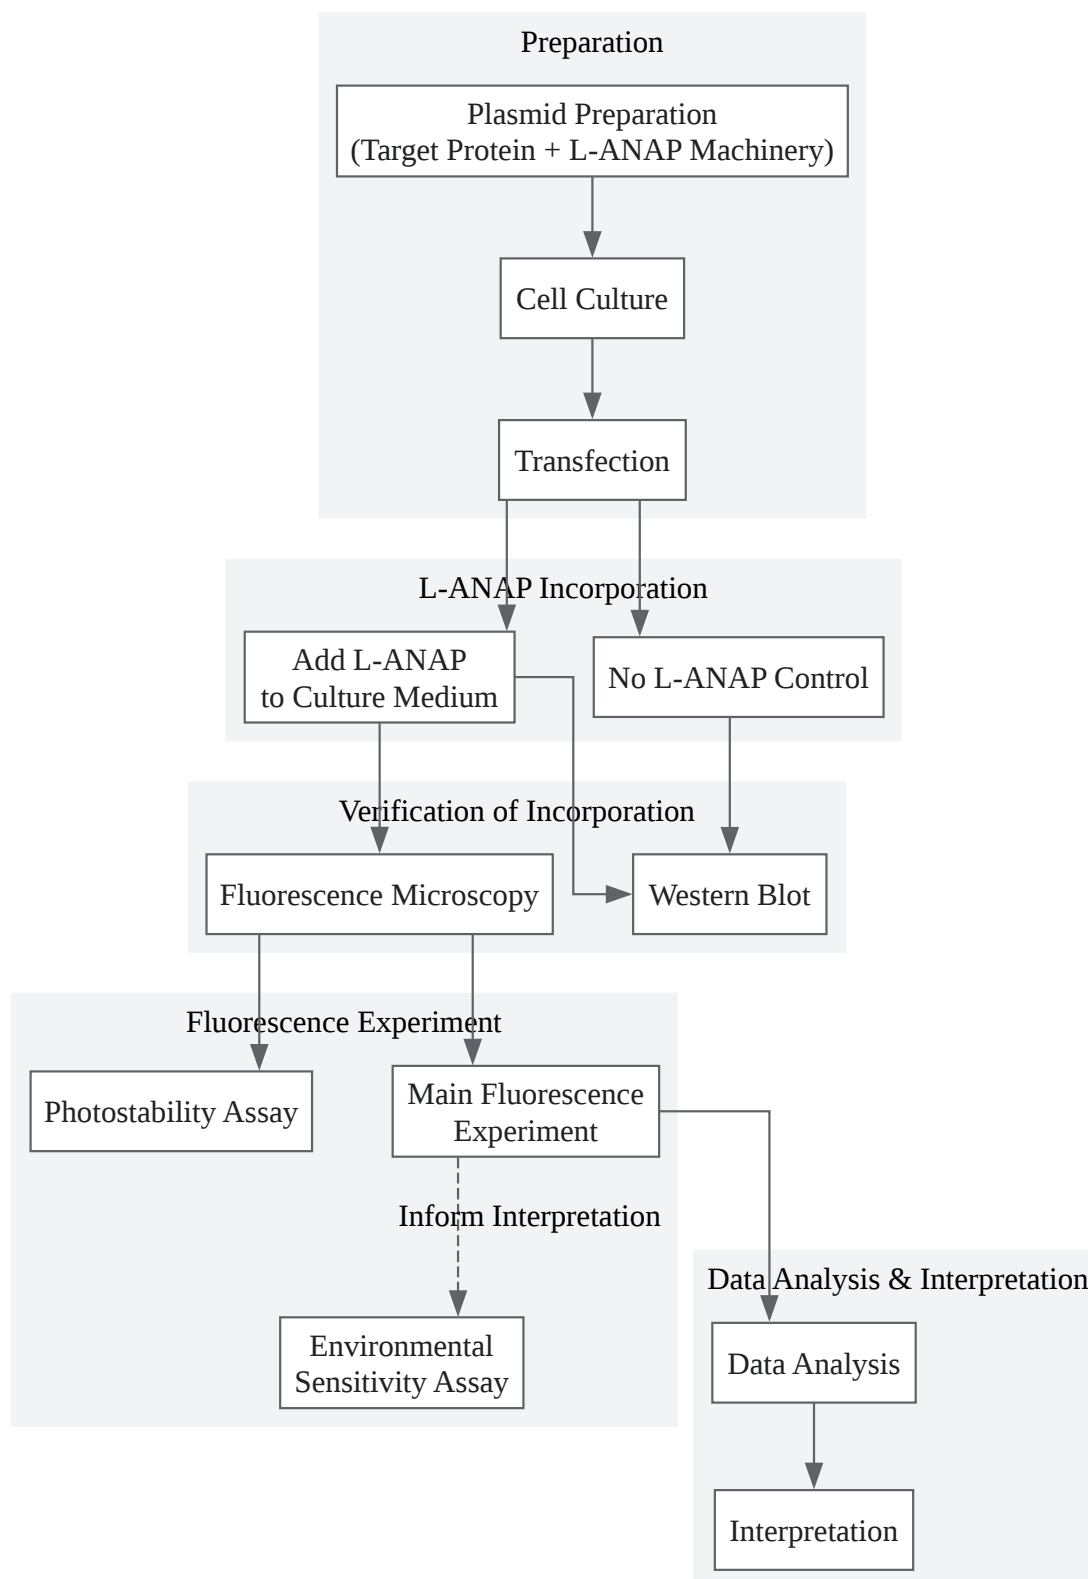 Preparation
Plasmid Preparation
(Target Protein + L-ANAP Machinery)
Cell Culture
Transfection
L-ANAP Incorporation
Add L-ANAP
to Culture Medium
No L-ANAP Control
Verification of Incorporation
Fluorescence Microscopy
Western Blot
Fluorescence Experiment
Photostability Assay
Main Fluorescence
Experiment
Inform Interpretation
Environmental
Sensitivity Assay
Data Analysis & Interpretation
Data Analysis
Interpretation